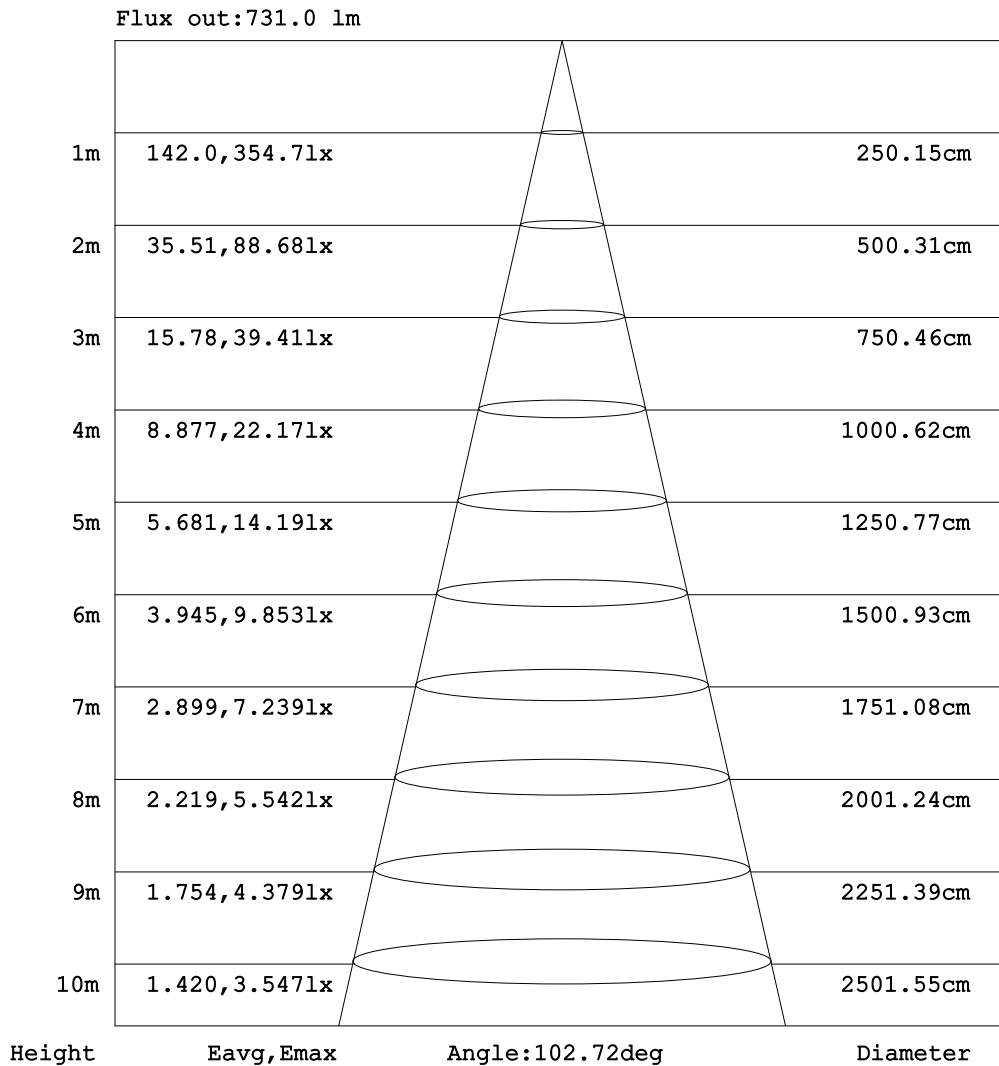 Flux out:731.0 lm
1m 142.0,354.7lx 250.15cm
2m 35.51,88.68lx 500.31cm
3m 15.78,39.41lx 750.46cm
4m 8.877,22.17lx 1000.62cm
5m 5.681,14.19lx 1250.77cm
6m 3.945,9.853lx 1500.93cm
7m 2.899,7.239lx 1751.08cm
8m 2.219,5.542lx 2001.24cm
9m 1.754,4.379lx 2251.39cm
10m 1.420,3.547lx 2501.55cm
Height Eavg,Emax Angle:102.72deg Diameter